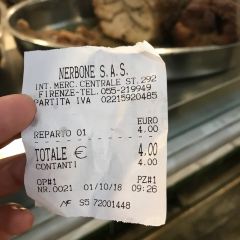 NERBONE S.A.S.
INT. MERC. CENTRALE ST.292
FIRENZE-TEL.055-219949
PARTITA IVA 02215920485
EURO
REPARTO 01 4.00
TOTALE € 4.00
CONTANTI 4.00
OP#1 PZ#1
NR.0021 01/10/18 09:26
MF S5 72001448